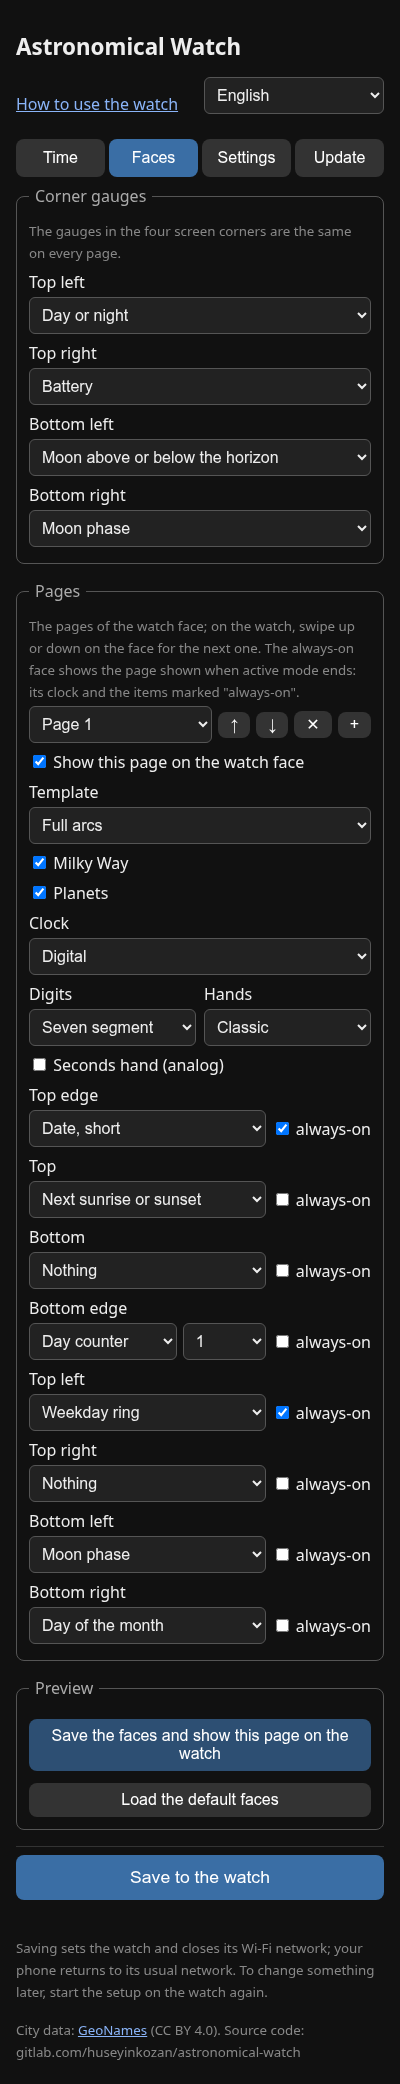 Astronomical Watch
How to use the watch
English
Time
Faces
Settings
Update
Corner gauges
The gauges in the four screen corners are the same
on every page.
Top left
Day or night
Top right
Battery
Bottom left
Moon above or below the horizon
Bottom right
Moon phase
Pages
The pages of the watch face; on the watch, swipe up
or down on the face for the next one. The always-on
face shows the page shown when active mode ends:
its clock and the items marked "always-on".
Page 1 ↑ ↓ ✕ +
Show this page on the watch face
Template
Full arcs
Milky Way
Planets
Clock
Digital
Digits Hands
Seven segment Classic
Seconds hand (analog)
Top edge
Date, short always-on
Top
Next sunrise or sunset always-on
Bottom
Nothing always-on
Bottom edge
Day counter 1 always-on
Top left
Weekday ring always-on
Top right
Nothing always-on
Bottom left
Moon phase always-on
Bottom right
Day of the month always-on
Preview
Save the faces and show this page on the
watch
Load the default faces
Save to the watch
Saving sets the watch and closes its Wi-Fi network; your
phone returns to its usual network. To change something
later, start the setup on the watch again.
City data: GeoNames (CC BY 4.0). Source code:
gitlab.com/huseyinkozan/astronomical-watch